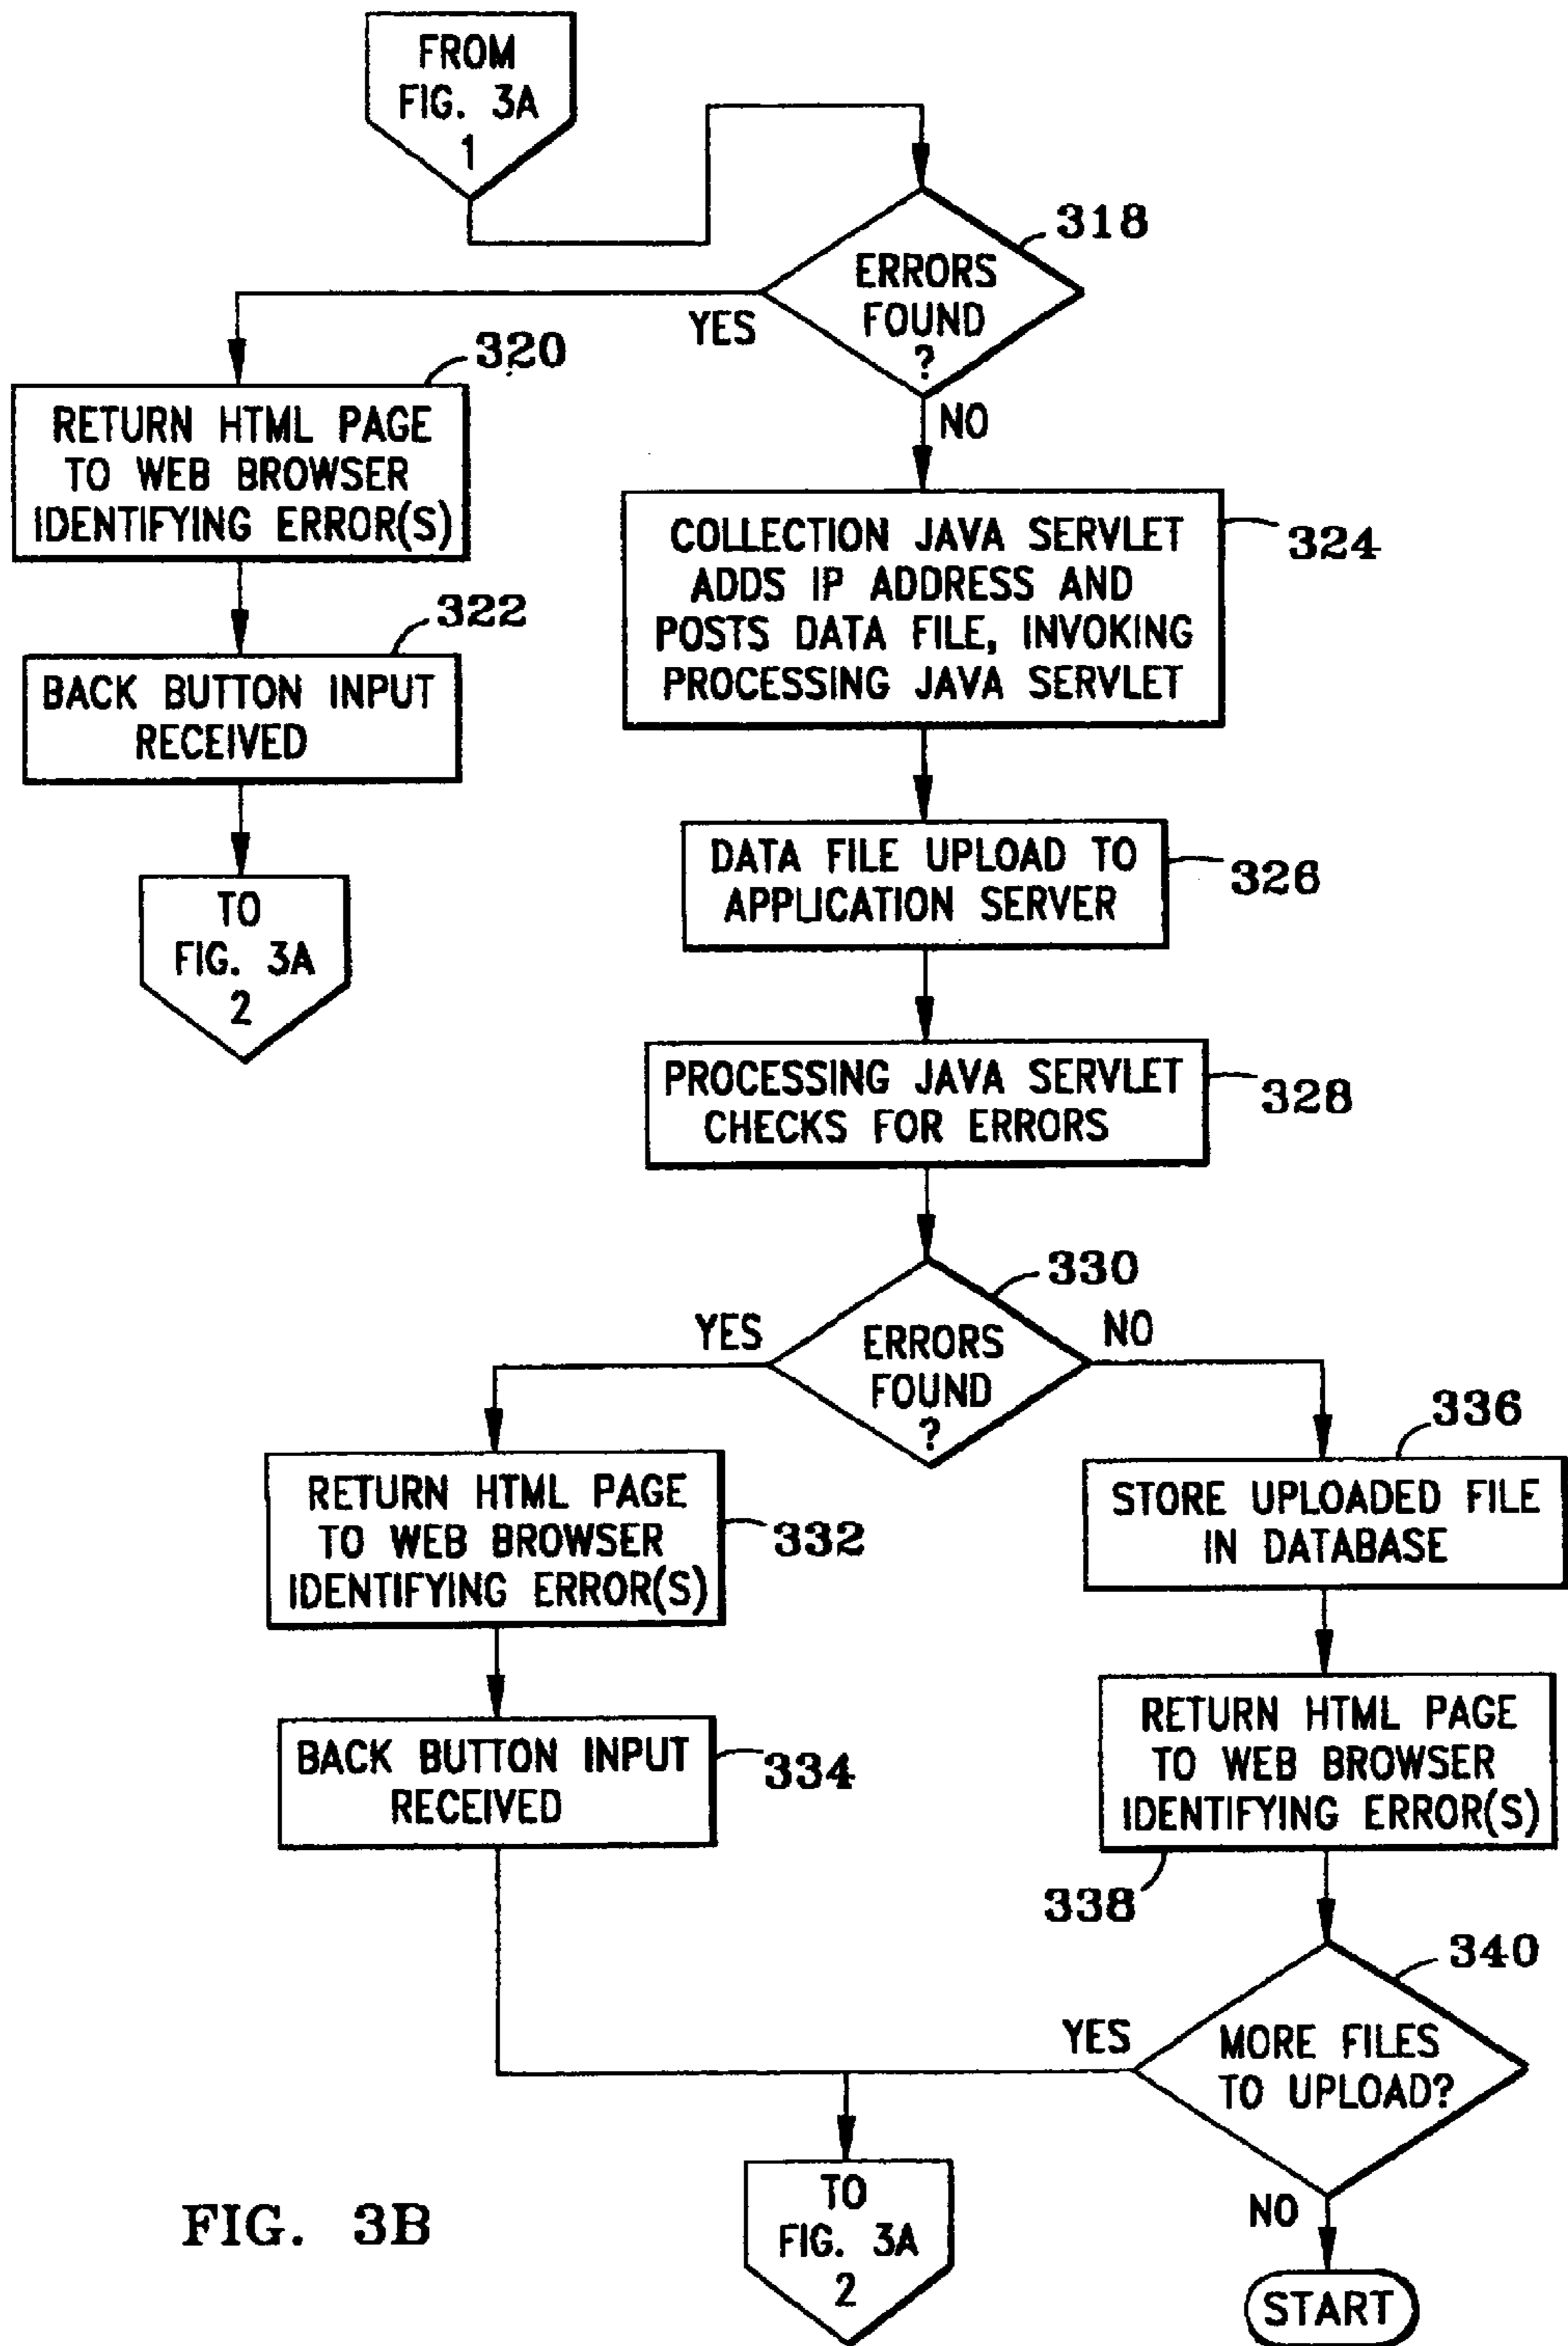 FROM
FIG. 3A
1
318
ERRORS
FOUND
?
YES
NO
320
RETURN HTML PAGE
TO WEB BROWSER
IDENTIFYING ERROR(S)
322
BACK BUTTON INPUT
RECEIVED
TO
FIG. 3A
2
COLLECTION JAVA SERVLET
ADDS IP ADDRESS AND
POSTS DATA FILE, INVOKING
PROCESSING JAVA SERVLET
324
DATA FILE UPLOAD TO
APPLICATION SERVER
326
PROCESSING JAVA SERVLET
CHECKS FOR ERRORS
328
330
ERRORS
FOUND
?
YES
NO
RETURN HTML PAGE
TO WEB BROWSER
IDENTIFYING ERROR(S)
332
BACK BUTTON INPUT
RECEIVED
334
336
STORE UPLOADED FILE
IN DATABASE
RETURN HTML PAGE
TO WEB BROWSER
IDENTIFYING ERROR(S)
338
340
MORE FILES
TO UPLOAD?
YES
NO
TO
FIG. 3A
2
START
FIG. 3B